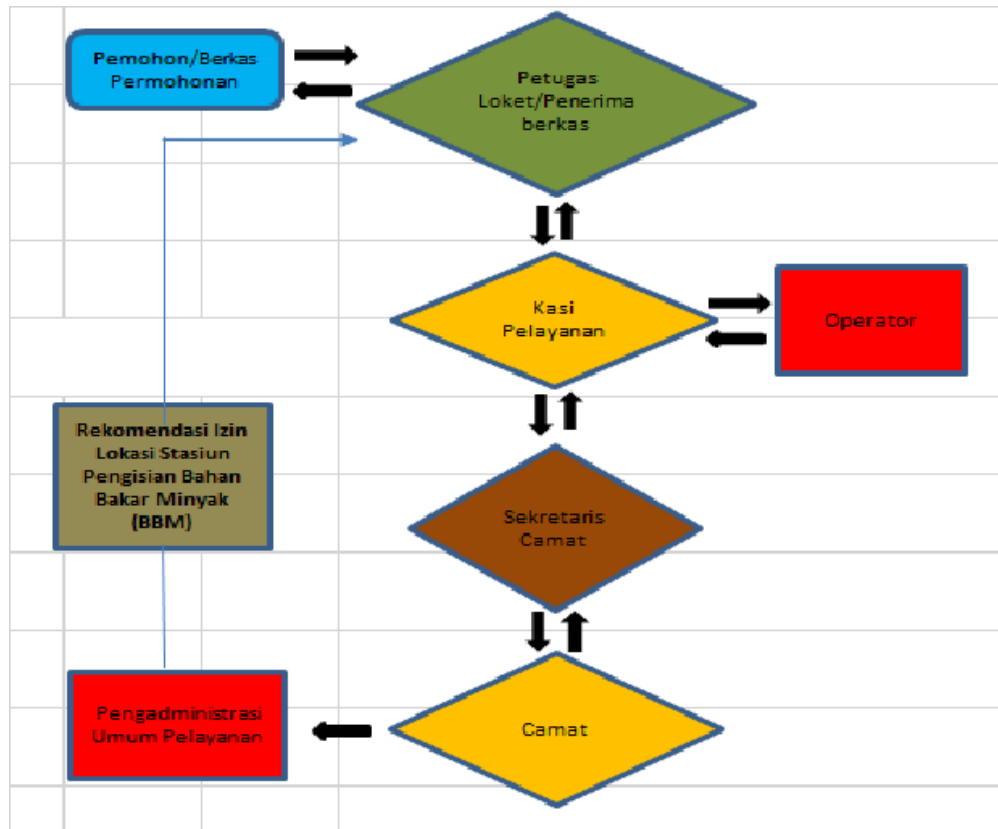 Pemohon/Berkas
Permohonan
Petugas
Loket/Penerima
berkas
Kasi
Pelayanan
Operator
Rekomendasi Izin
Lokasi Stasiun
Pengisian Bahan
Bakar Minyak
(BBM)
Sekretaris
Camat
Pengadministrasi
Umum Pelayanan
Camat